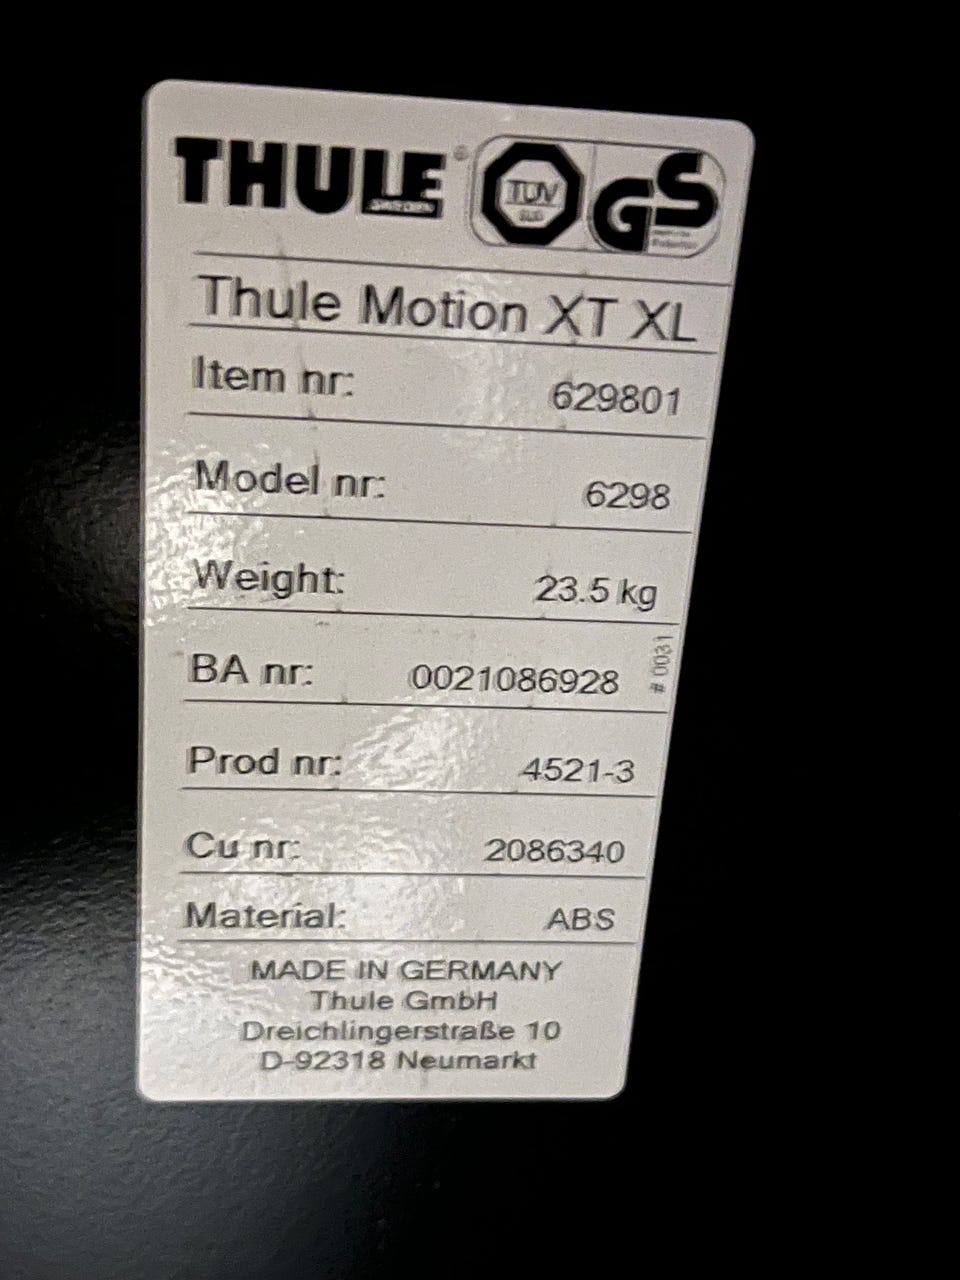 THULE®
SWEDEN
TÜV
SÜD
GS
Thule Motion XT XL
Item nr: 629801
Model nr: 6298
Weight: 23.5 kg
BA nr: 0021086928
# 0031
Prod nr: 4521-3
Cu nr: 2086340
Material: ABS
MADE IN GERMANY
Thule GmbH
Dreichlingerstraße 10
D-92318 Neumarkt